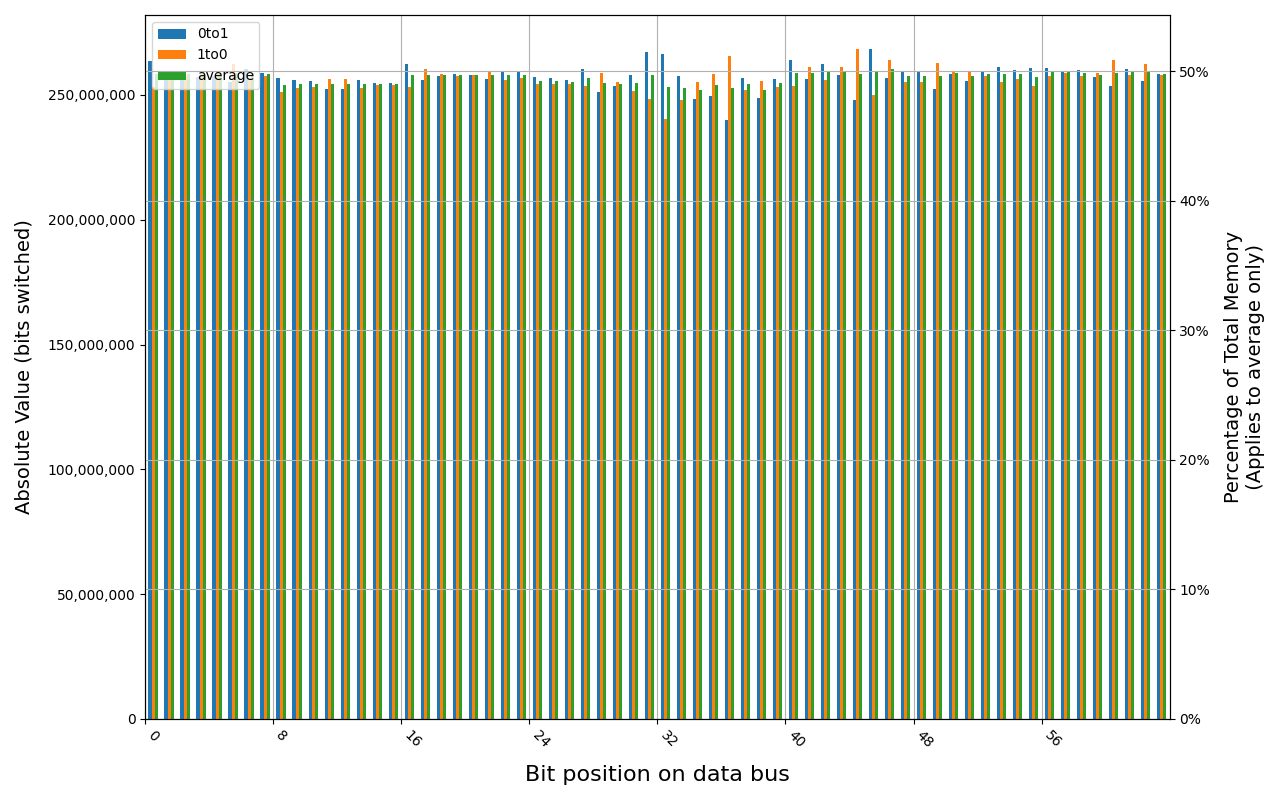 0to1
1to0
average
250,000,000
200,000,000
150,000,000
100,000,000
50,000,000
0
Absolute Value (bits switched)
50%
40%
30%
20%
10%
0%
Percentage of Total Memory
(Applies to average only)
0
8
16
24
32
40
48
56
Bit position on data bus